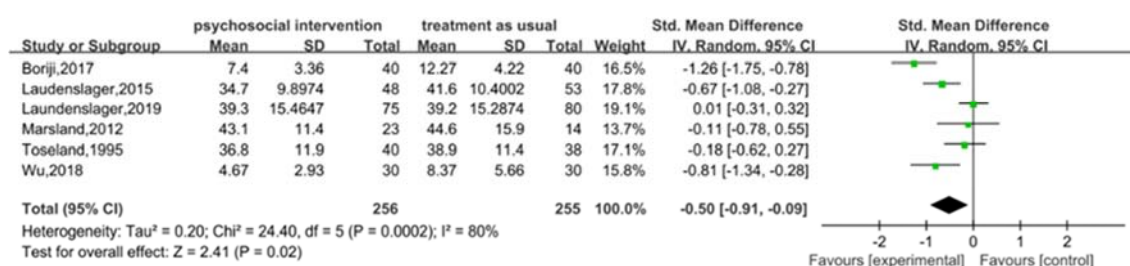 psychosocial intervention treatment as usual Std. Mean Difference Std. Mean Difference
Study or Subgroup Mean SD Total Mean SD Total Weight IV. Random. 95% CI IV. Random. 95% CI
Boriji,2017 7.4 3.36 40 12.27 4.22 40 16.5% -1.26 [-1.75, -0.78]
Laudenslager,2015 34.7 9.8974 48 41.6 10.4002 53 17.8% -0.67 [-1.08, -0.27]
Laundenslager,2019 39.3 15.4647 75 39.2 15.2874 80 19.1% 0.01 [-0.31, 0.32]
Marsland,2012 43.1 11.4 23 44.6 15.9 14 13.7% -0.11 [-0.78, 0.55]
Toseland,1995 36.8 11.9 40 38.9 11.4 38 17.1% -0.18 [-0.62, 0.27]
Wu,2018 4.67 2.93 30 8.37 5.66 30 15.8% -0.81 [-1.34, -0.28]
Total (95% CI) 256 255 100.0% -0.50 [-0.91, -0.09]
Heterogeneity: Tau² = 0.20; Chi² = 24.40, df = 5 (P = 0.0002); I² = 80%
Test for overall effect: Z = 2.41 (P = 0.02)
-2 -1 0 1 2
Favours [experimental] Favours [control]